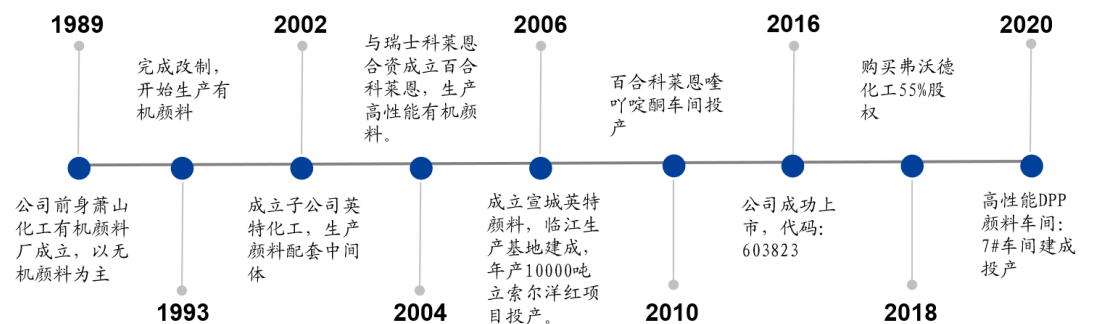 1989
公司前身萧山
化工有机颜料
厂成立，以无
机颜料为主
完成改制，
开始生产有
机颜料
1993
2002
成立子公司英
特化工，生产
颜料配套中间
体
与瑞士科莱恩
合资成立百合
科莱恩，生产
高性能有机颜
料。
2004
2006
成立宣城英特
颜料，临江生
产基地建成，
年产10000吨
立索尔洋红项
目投产。
百合科莱恩喹
吖啶酮车间投
产
2010
2016
公司成功上
市，代码：
603823
购买弗沃德
化工55%股
权
2018
2020
高性能DPP
颜料车间：
7#车间建成
投产